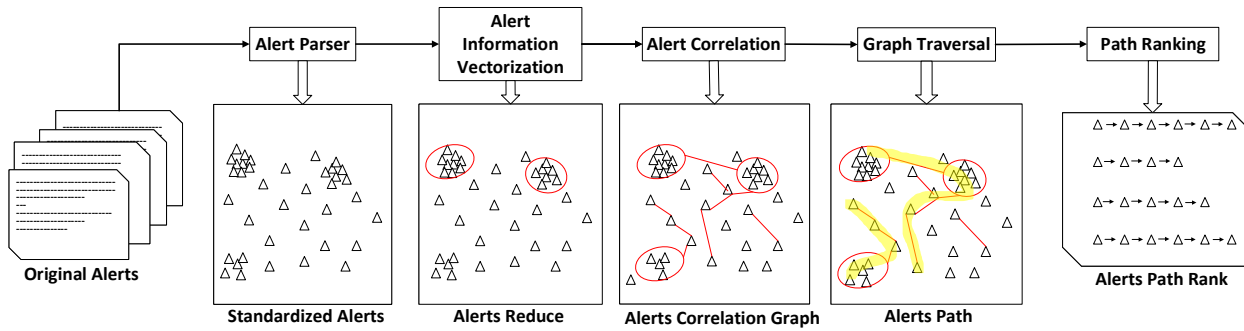 Alert Parser
Alert
Information
Vectorization
Alert Correlation
Graph Traversal
Path Ranking
Original Alerts
Standardized Alerts
Alerts Reduce
Alerts Correlation Graph
Alerts Path
Alerts Path Rank